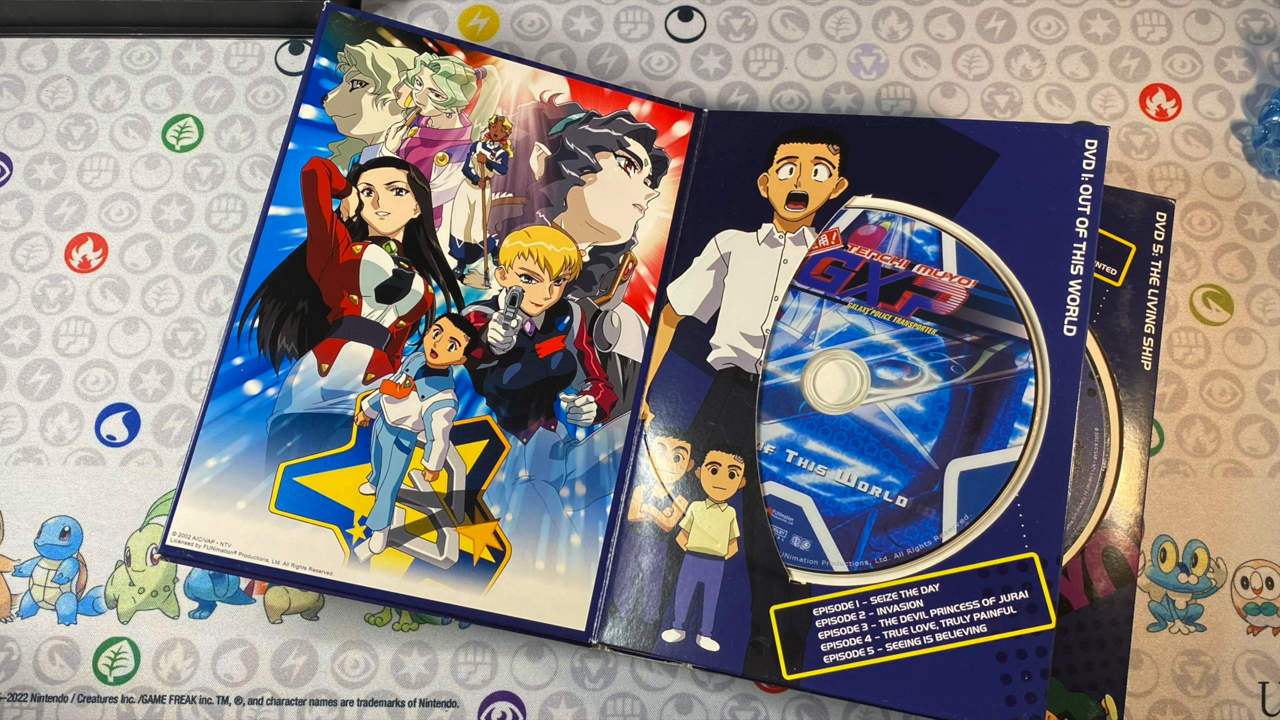 DVD 1: OUT OF THIS WORLD
DVD 5: THE LIVING SHIP
TENCHI MUYO!
GXP
GALAXY POLICE TRANSPORTER
OF THIS WORLD
All Rights Reserved.
EPISODE 1 - SEIZE THE DAY
EPISODE 2 - INVASION
EPISODE 3 - THE DEVIL PRINCESS OF JURAI
EPISODE 4 - TRUE LOVE, TRULY PAINFUL
EPISODE 5 - SEEING IS BELIEVING
© 2002 AIC/VAP • NTV
Licensed by FUNimation® Productions, Ltd. All Rights Reserved.
2022 Nintendo / Creatures Inc. /GAME FREAK inc. TM, ®, and character names are trademarks of Nintendo.